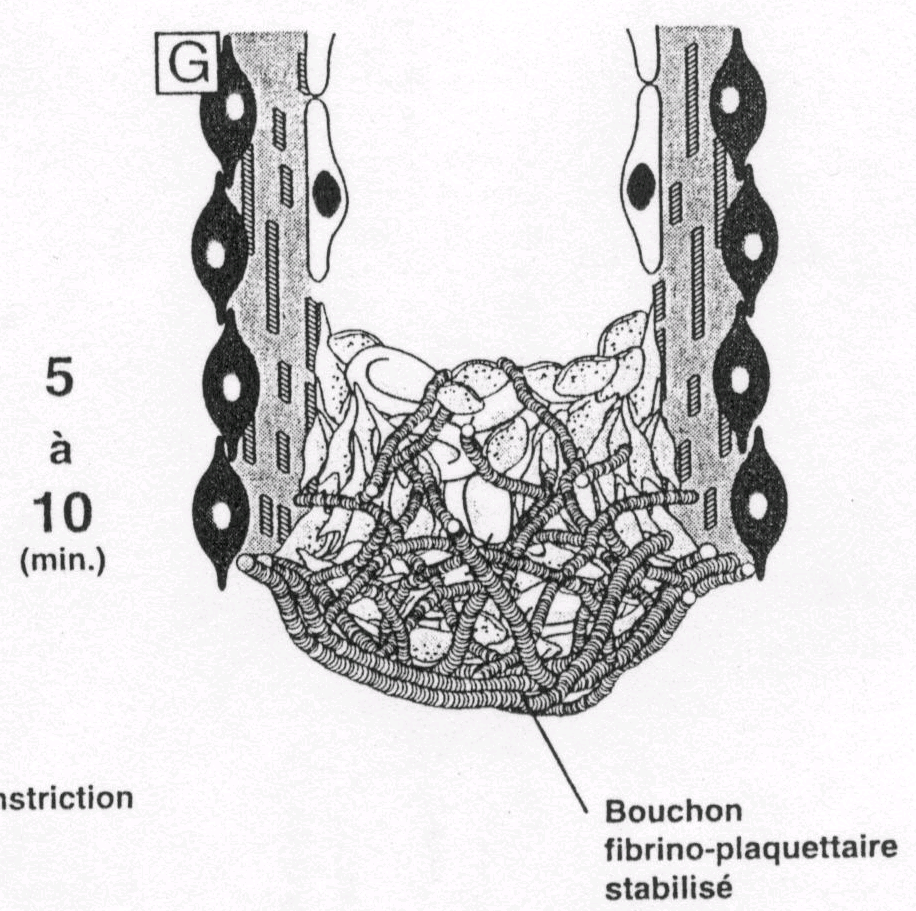 G
5
à
10
(min.)
nstriction
Bouchon
fibrino-plaquettaire
stabilisé